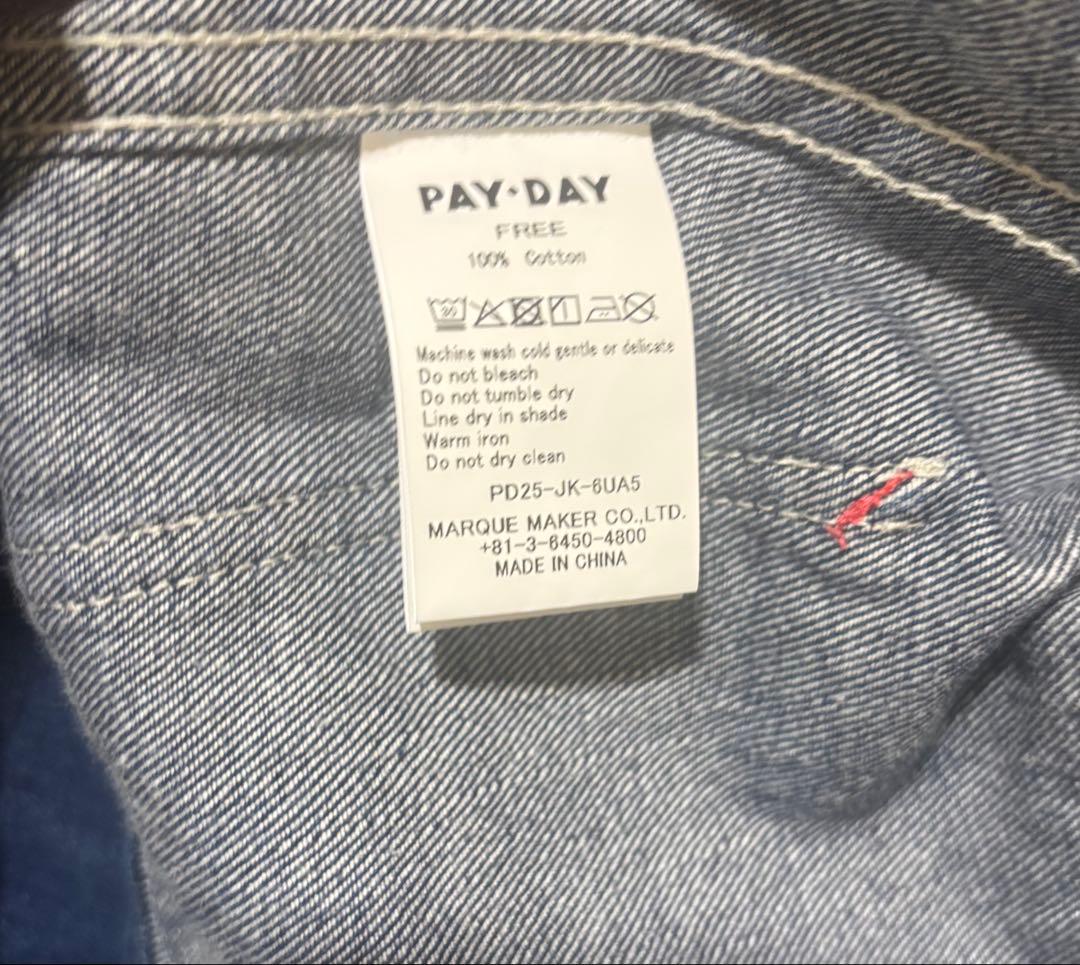 PAY・DAY
FREE
100% Cotton
30
Machine wash cold gentle or delicate
Do not bleach
Do not tumble dry
Line dry in shade
Warm iron
Do not dry clean
PD25-JK-6UA5
MARQUE MAKER CO.,LTD.
+81-3-6450-4800
MADE IN CHINA